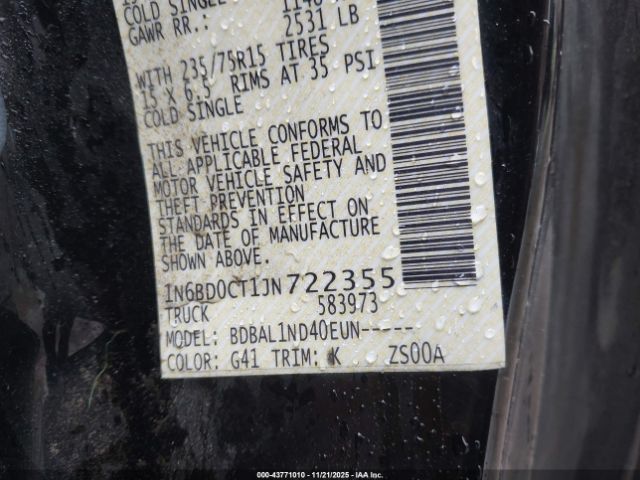 COLD SINGLE
GAWR RR.: 2531 LB
WITH 235/75R15 TIRES
15 X 6.5 RIMS AT 35 PSI
COLD SINGLE
THIS VEHICLE CONFORMS TO
ALL APPLICABLE FEDERAL
MOTOR VEHICLE SAFETY AND
THEFT PREVENTION
STANDARDS IN EFFECT ON
THE DATE OF MANUFACTURE
SHOWN ABOVE.
1N6BD0CT1JN722355
TRUCK 583973
MODEL: BDBAL1ND40EUN-----
COLOR: G41 TRIM: K ZS00A
000-43771010 - 11/21/2025 - IAA Inc.